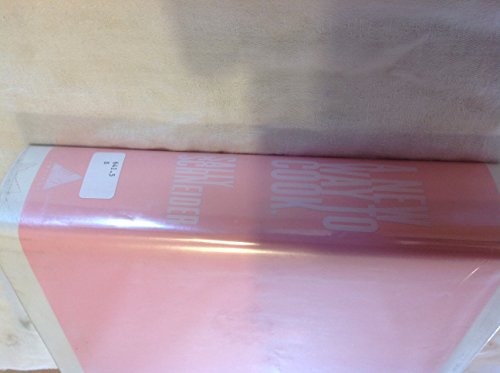 A NEW
WAY TO
COOK
SALLY
SCHNEIDER
641.5
S